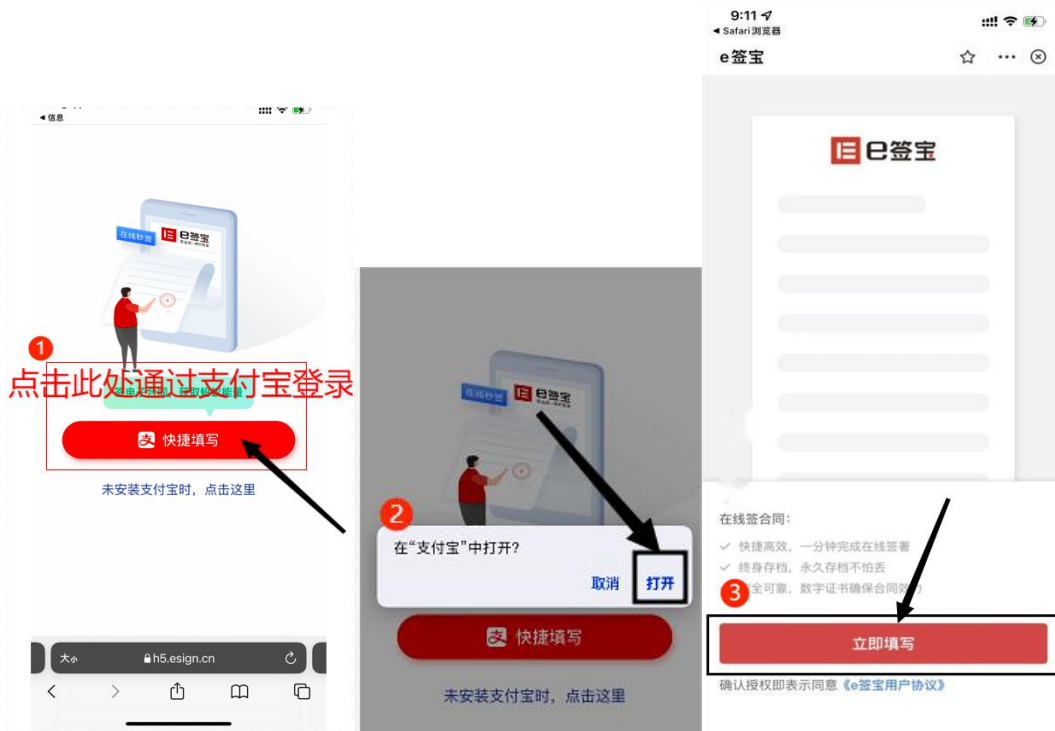 ◀ 信息
在线秒签
e签宝
1
点击此处通过支付宝登录
快捷填写
未安装支付宝时，点击这里
大小
h5.esign.cn
在线秒签
e签宝
2
在“支付宝”中打开?
取消
打开
快捷填写
未安装支付宝时，点击这里
9:11
◀ Safari浏览器
e签宝
e签宝
在线签合同：
快捷高效，一分钟完成在线签署
终身存档，永久存档不怕丢
3
全可靠，数字证书确保合同效力
立即填写
确认授权即表示同意《e签宝用户协议》